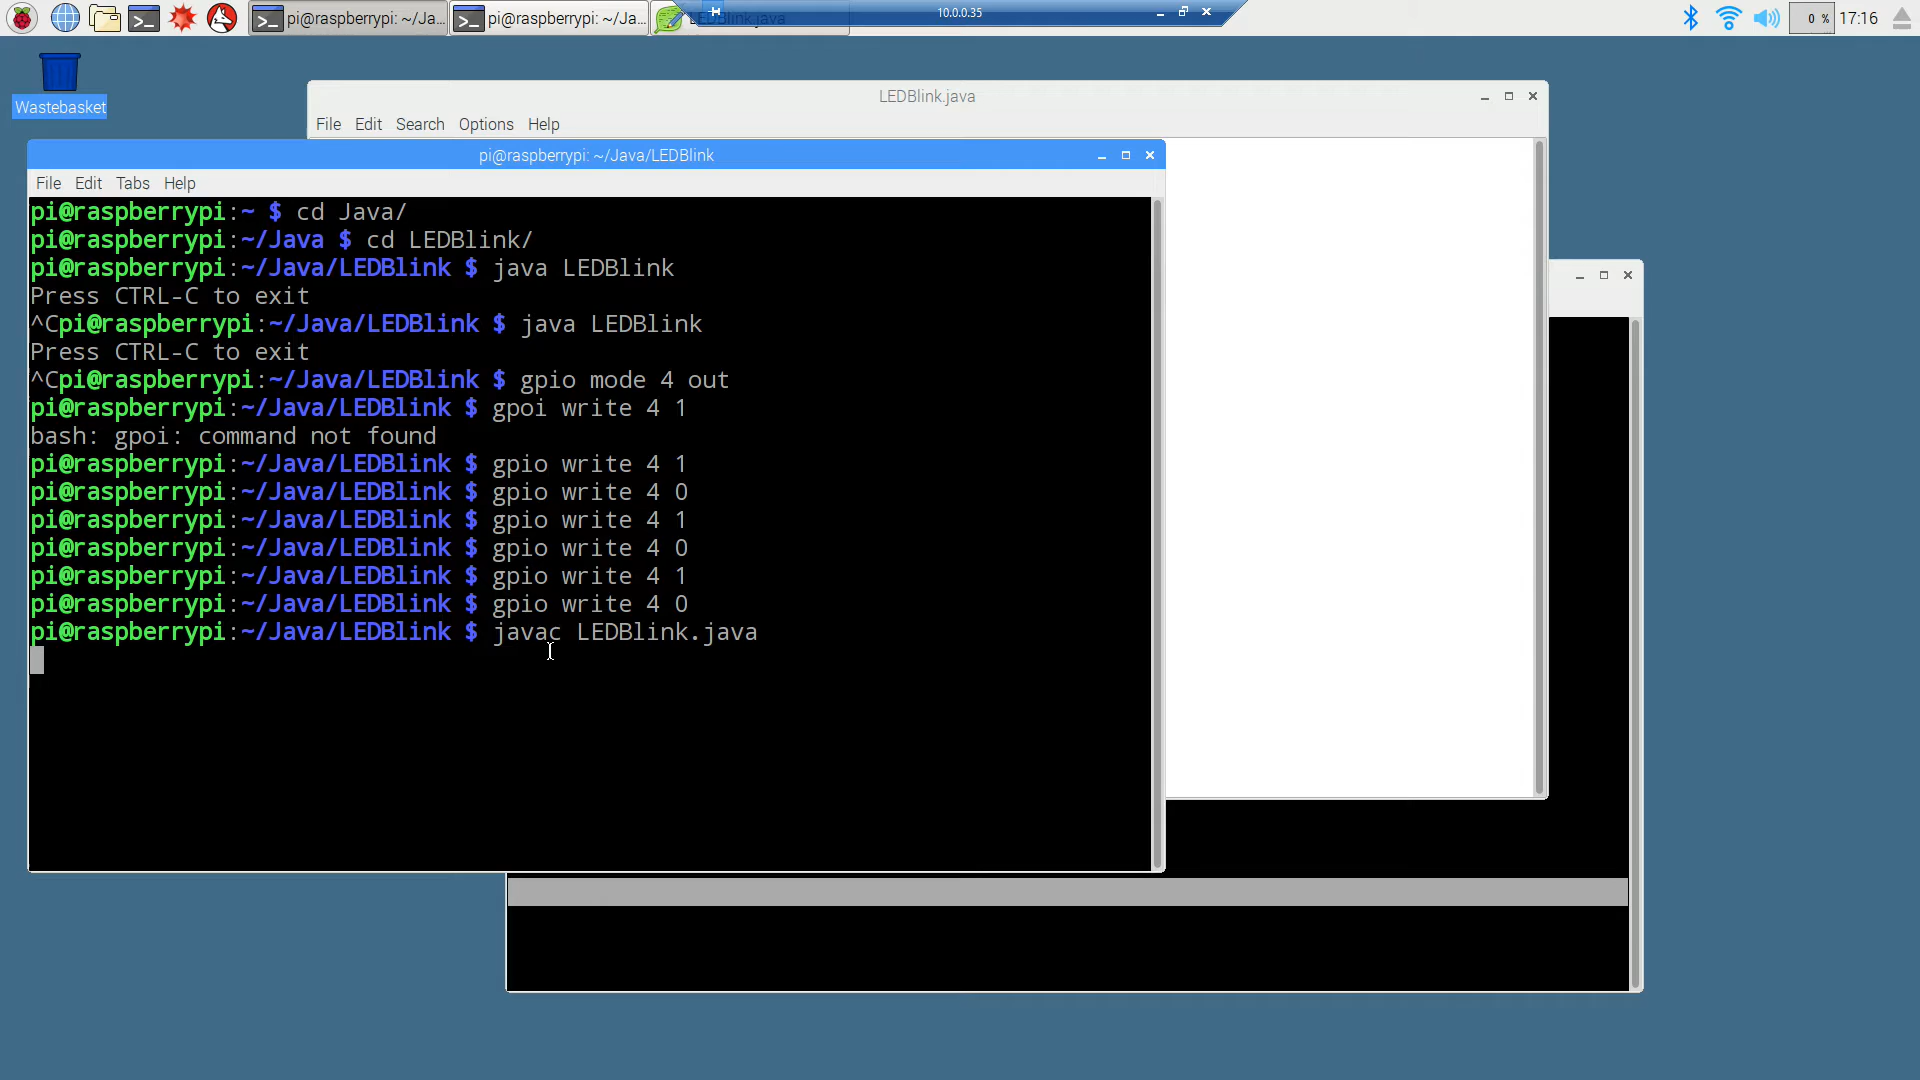 pi@raspberrypi: ~/Ja...
pi@raspberrypi: ~/Ja...
LEDBlink.java
10.0.0.35
0 %
17:16
Wastebasket
LEDBlink.java
File Edit Search Options Help
pi@raspberrypi: ~/Java/LEDBlink
File Edit Tabs Help
pi@raspberrypi:~ $ cd Java/
pi@raspberrypi:~/Java $ cd LEDBlink/
pi@raspberrypi:~/Java/LEDBlink $ java LEDBlink
Press CTRL-C to exit
^Cpi@raspberrypi:~/Java/LEDBlink $ java LEDBlink
Press CTRL-C to exit
^Cpi@raspberrypi:~/Java/LEDBlink $ gpio mode 4 out
pi@raspberrypi:~/Java/LEDBlink $ gpoi write 4 1
bash: gpoi: command not found
pi@raspberrypi:~/Java/LEDBlink $ gpio write 4 1
pi@raspberrypi:~/Java/LEDBlink $ gpio write 4 0
pi@raspberrypi:~/Java/LEDBlink $ gpio write 4 1
pi@raspberrypi:~/Java/LEDBlink $ gpio write 4 0
pi@raspberrypi:~/Java/LEDBlink $ gpio write 4 1
pi@raspberrypi:~/Java/LEDBlink $ gpio write 4 0
pi@raspberrypi:~/Java/LEDBlink $ javac LEDBlink.java